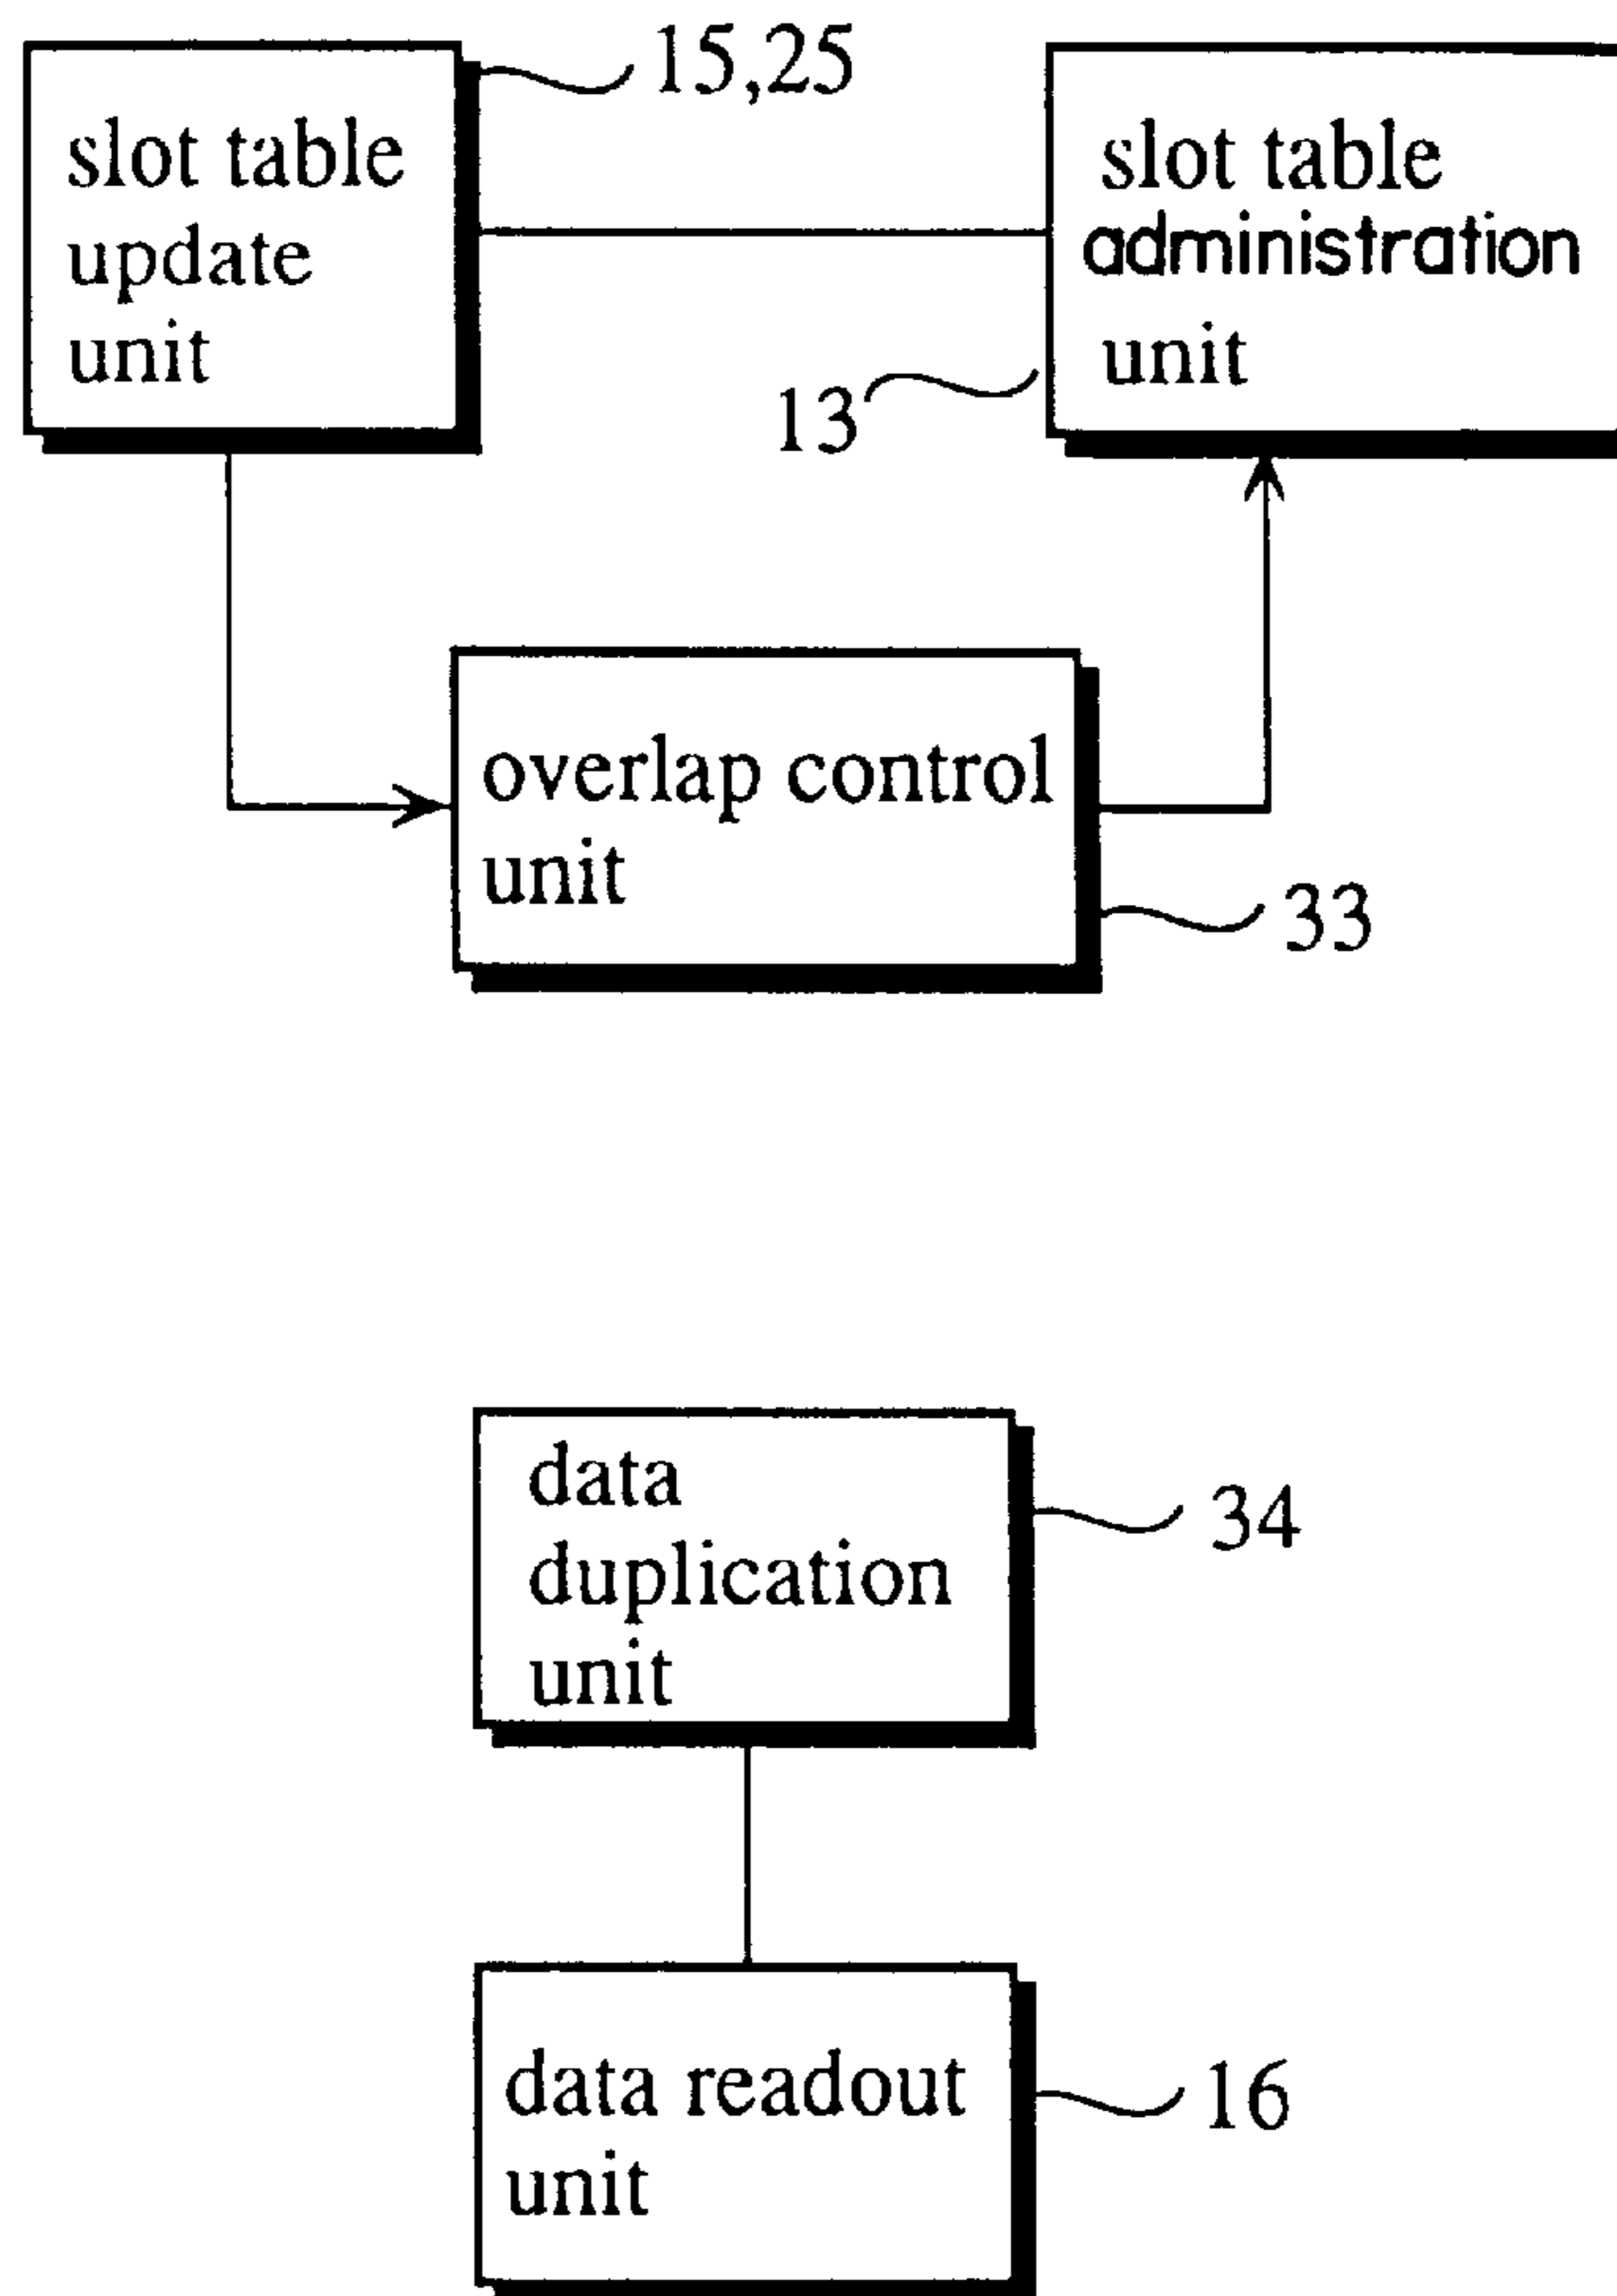 slot table
update
unit
15,25
slot table
administration
unit
13
overlap control
unit
33
data
duplication
unit
34
data readout
unit
16